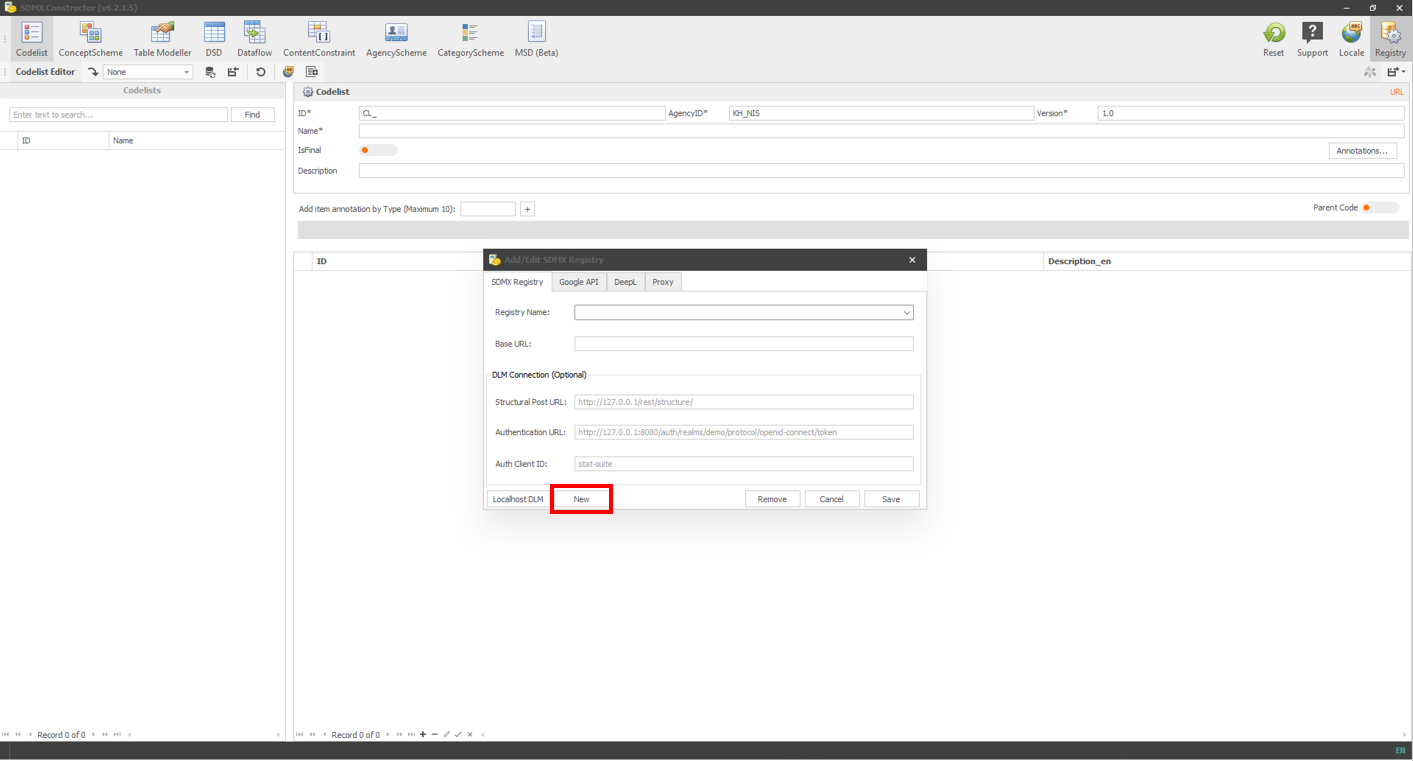 SDMX.Constructor (v6.2.1.5)
Codelist ConceptScheme Table Modeller DSD Dataflow ContentConstraint AgencyScheme CategoryScheme MSD (Beta) Reset Support Locale Registry
Codelist Editor None
Codelists
Enter text to search... Find
ID Name
Codelist URL
ID* CL_ AgencyID* KH_NIS Version* 1.0
Name*
IsFinal Annotations...
Description
Add item annotation by Type (Maximum 10): + Parent Code
ID Description_en
Add/Edit SDMX Registry
SDMX Registry Google API DeepL Proxy
Registry Name:
Base URL:
DLM Connection (Optional)
Structural Post URL: http://127.0.0.1/rest/structure/
Authentication URL: http://127.0.0.1:8080/auth/realms/demo/protocol/openid-connect/token
Auth Client ID: stat-suite
Localhost DLM New Remove Cancel Save
Record 0 of 0 Record 0 of 0
EN